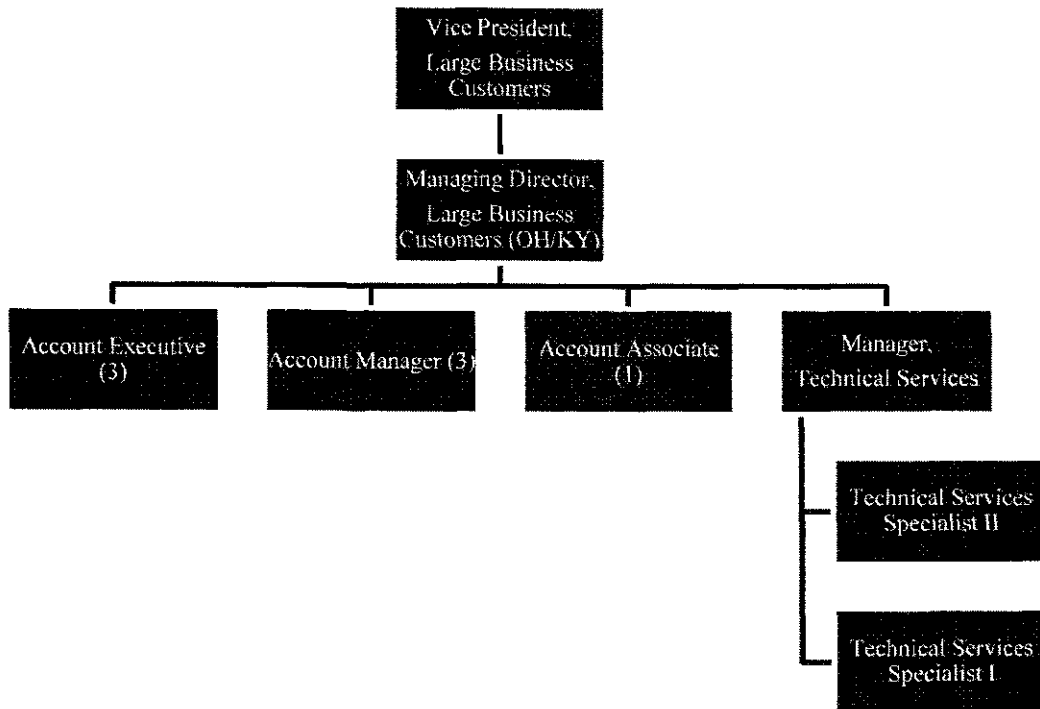 Vice President,
Large Business
Customers
Managing Director,
Large Business
Customers (OH/KY)
Account Executive
(3)
Account Manager (3)
Account Associate
(1)
Manager,
Technical Services
Technical Services
Specialist II
Technical Services
Specialist I